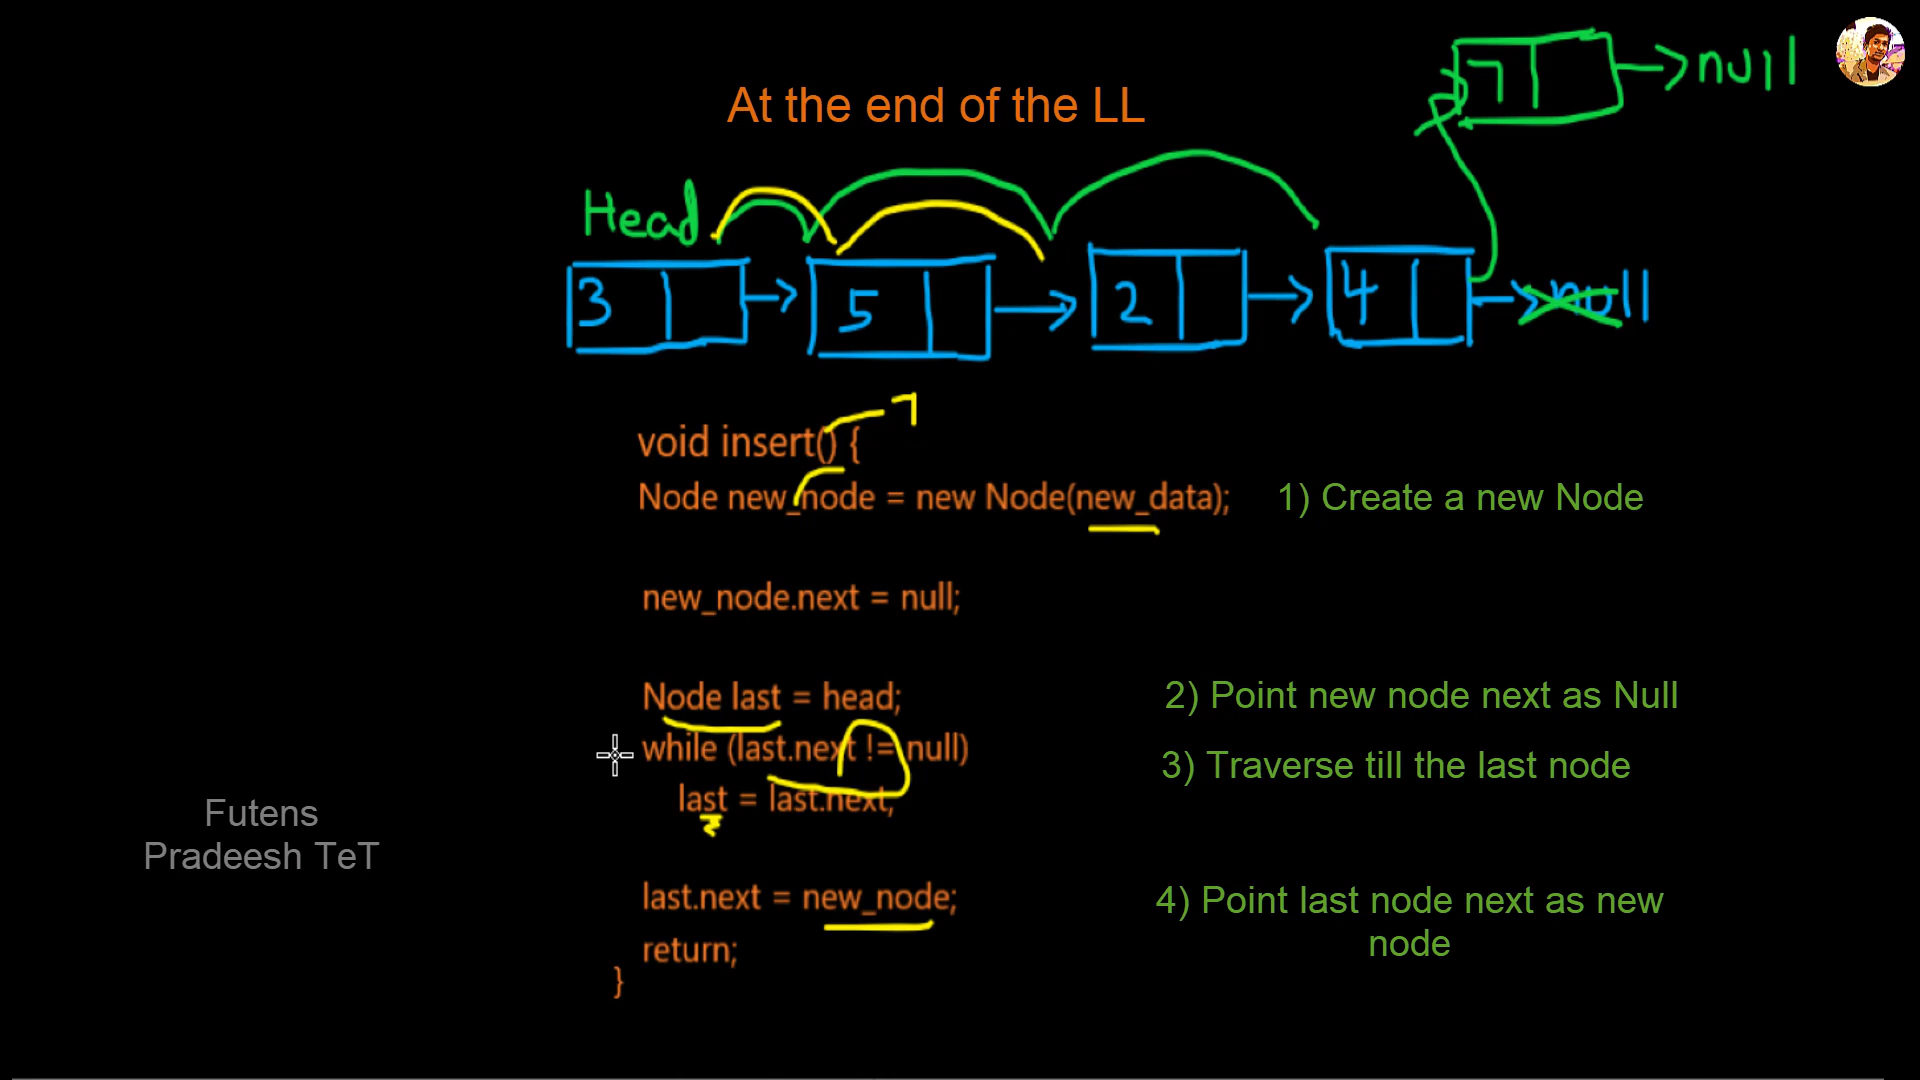 At the end of the LL
7 null
Head
3 5 2 4 null
7
void insert() {
Node new_node = new Node(new_data); 1) Create a new Node
new_node.next = null;
Node last = head; 2) Point new node next as Null
while (last.next != null) 3) Traverse till the last node
last = last.next;
Futens
Pradeesh TeT
last.next = new_node; 4) Point last node next as new
node
return;
}